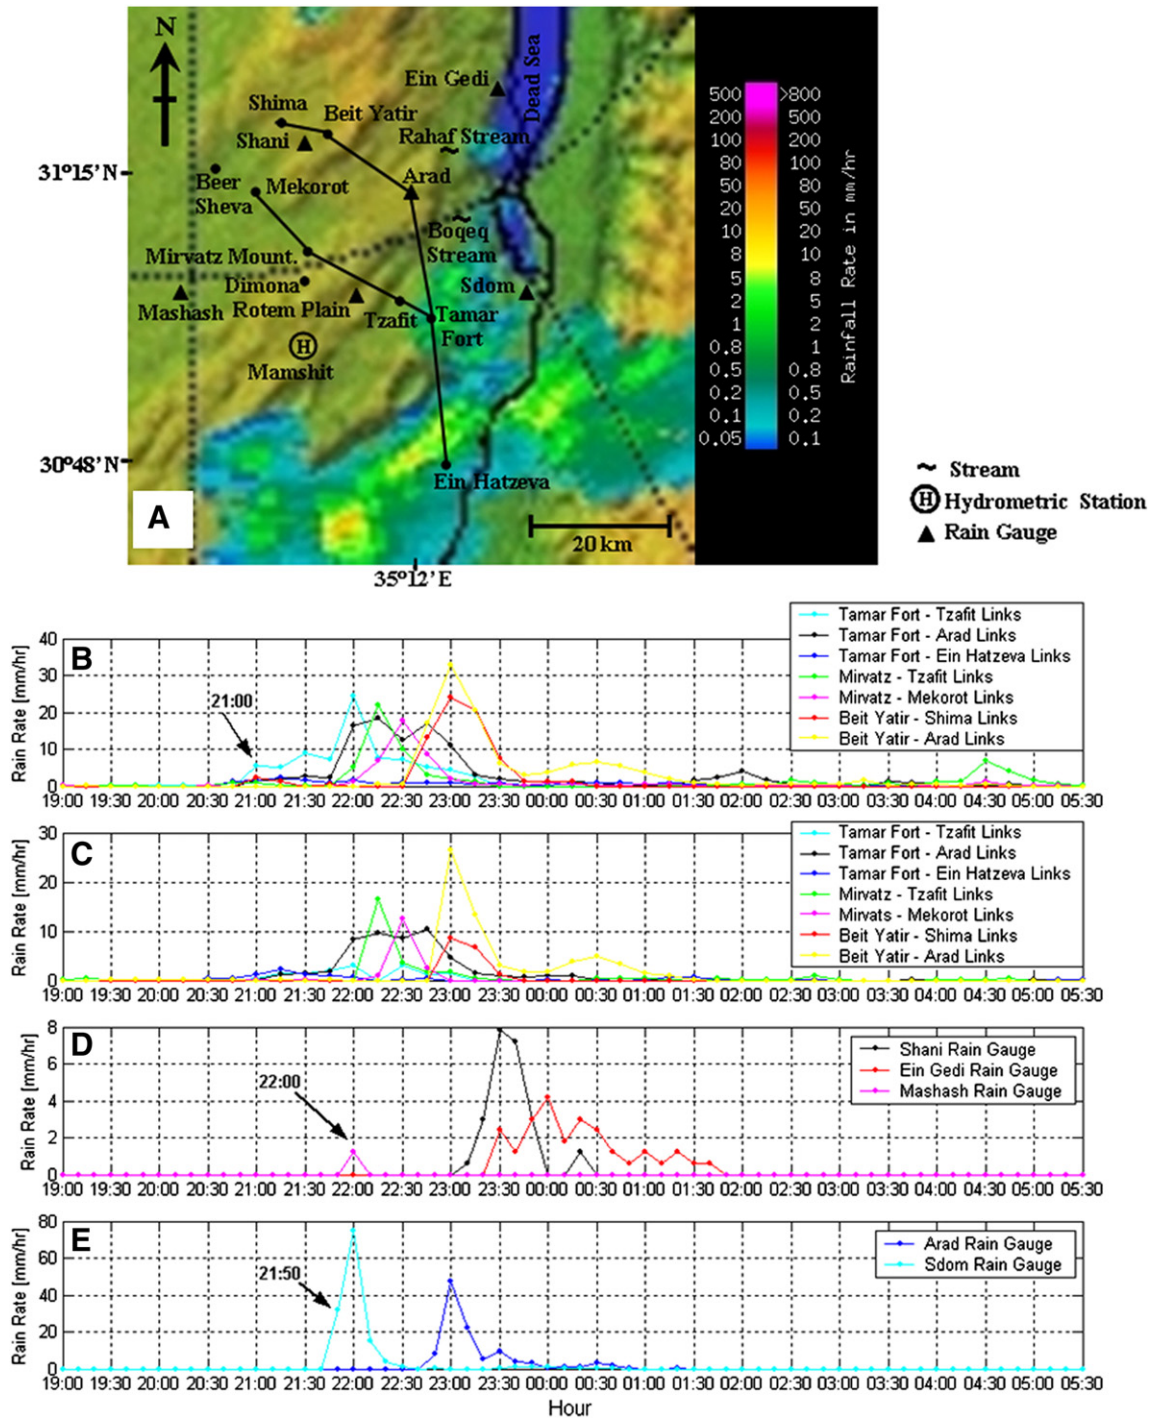 N
Ein Gedi
Dead Sea
Shima
Beit Yatir
Shani
Rahaf Stream
31°15'N
Beer
Sheva
Mekorot
Arad
Boqeq
Stream
Mirvatz Mount.
Dimona
Sdom
Mashash
Rotem Plain
Tzafit
Tamar
Fort
H
Mamshit
30°48'N
Ein Hatzeva
A
20 km
35°12'E
500 >800
200 500
100 200
80 100
50 80
20 50
10 20
8 10
5 8
2 5
1 2
0.8 1
0.5 0.8
0.2 0.5
0.1 0.2
0.05 0.1
Rainfall Rate in mm/hr
~ Stream
H Hydrometric Station
Rain Gauge
B
Rain Rate [mm/hr]
40
30
20
10
0
21:00
Tamar Fort - Tzafit Links
Tamar Fort - Arad Links
Tamar Fort - Ein Hatzeva Links
Mirvatz - Tzafit Links
Mirvatz - Mekorot Links
Beit Yatir - Shima Links
Beit Yatir - Arad Links
19:00 19:30 20:00 20:30 21:00 21:30 22:00 22:30 23:00 23:30 00:00 00:30 01:00 01:30 02:00 02:30 03:00 03:30 04:00 04:30 05:00 05:30
C
Rain Rate [mm/hr]
30
20
10
0
Tamar Fort - Tzafit Links
Tamar Fort - Arad Links
Tamar Fort - Ein Hatzeva Links
Mirvatz - Tzafit Links
Mirvats - Mekorot Links
Beit Yatir - Shima Links
Beit Yatir - Arad Links
19:00 19:30 20:00 20:30 21:00 21:30 22:00 22:30 23:00 23:30 00:00 00:30 01:00 01:30 02:00 02:30 03:00 03:30 04:00 04:30 05:00 05:30
D
Rain Rate [mm/hr]
8
6
4
2
0
22:00
Shani Rain Gauge
Ein Gedi Rain Gauge
Mashash Rain Gauge
19:00 19:30 20:00 20:30 21:00 21:30 22:00 22:30 23:00 23:30 00:00 00:30 01:00 01:30 02:00 02:30 03:00 03:30 04:00 04:30 05:00 05:30
E
Rain Rate [mm/hr]
80
60
40
20
0
21:50
Arad Rain Gauge
Sdom Rain Gauge
19:00 19:30 20:00 20:30 21:00 21:30 22:00 22:30 23:00 23:30 00:00 00:30 01:00 01:30 02:00 02:30 03:00 03:30 04:00 04:30 05:00 05:30
Hour